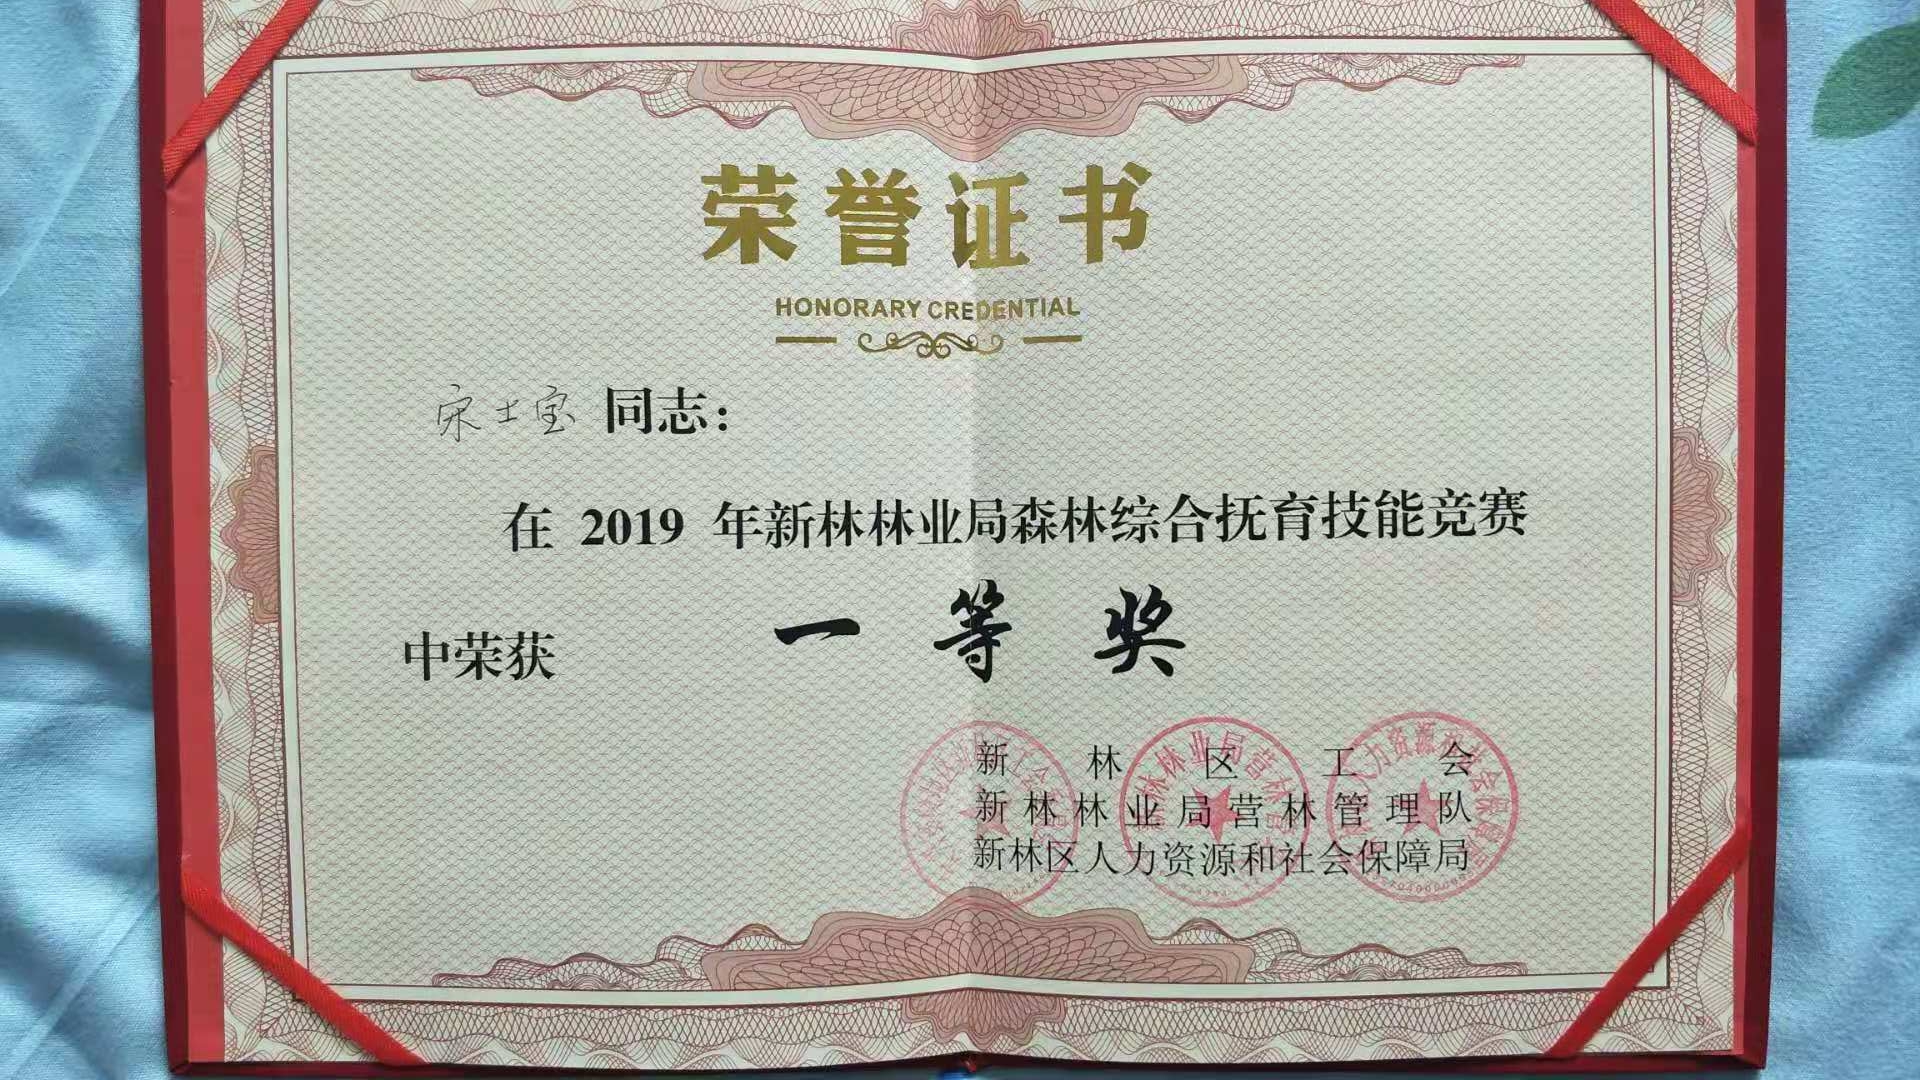 荣誉证书
HONORARY CREDENTIAL
宋士宝 同志：
在 2019 年新林林业局森林综合抚育技能竞赛
中荣获 一等奖
新林区工会
新林林业局营林管理队
新林区人力资源和社会保障局